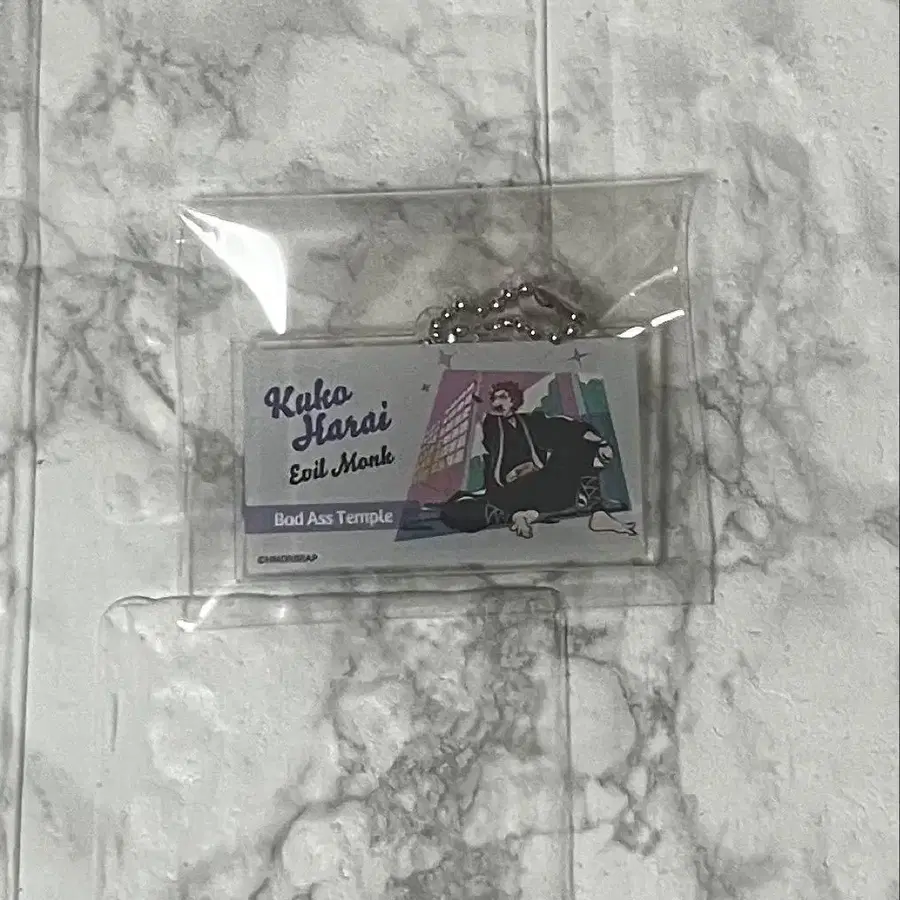 Kuko
Harai
Evil Monk
Bad Ass Temple